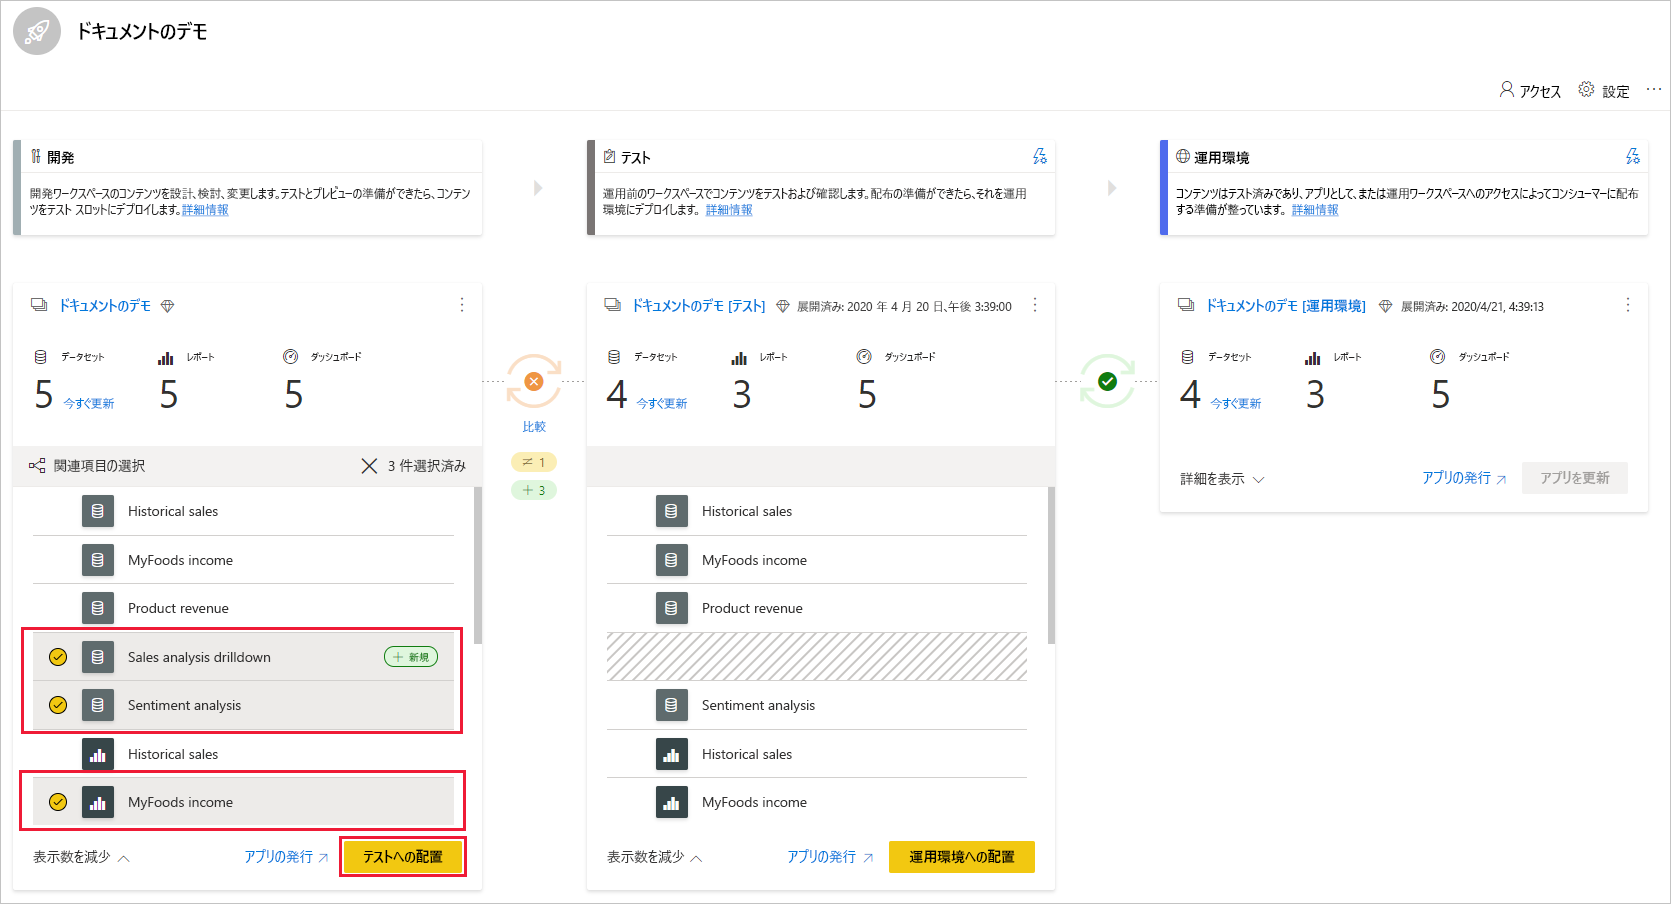 ドキュメントのデモ
アクセス 設定 …
開発
開発ワークスペースのコンテンツを設計、検討、変更します。テストとプレビューの準備ができたら、コンテン
ツをテスト スロットにデプロイします。詳細情報
テスト
運用前のワークスペースでコンテンツをテストおよび確認します。配布の準備ができたら、それを運用
環境にデプロイします。 詳細情報
運用環境
コンテンツはテスト済みであり、アプリとして、または運用ワークスペースへのアクセスによってコンシューマーに配布
する準備が整っています。 詳細情報
ドキュメントのデモ
データセット レポート ダッシュボード
5 今すぐ更新 5 5
関連項目の選択 3 件選択済み
Historical sales
MyFoods income
Product revenue
Sales analysis drilldown + 新規
Sentiment analysis
Historical sales
MyFoods income
表示数を減少 アプリの発行 テストへの配置
比較
≠ 1
+ 3
ドキュメントのデモ [テスト] 展開済み: 2020 年 4 月 20 日、午後 3:39:00
データセット レポート ダッシュボード
4 今すぐ更新 3 5
Historical sales
MyFoods income
Product revenue
Sentiment analysis
Historical sales
MyFoods income
表示数を減少 アプリの発行 運用環境への配置
ドキュメントのデモ [運用環境] 展開済み: 2020/4/21, 4:39:13
データセット レポート ダッシュボード
4 今すぐ更新 3 5
詳細を表示 アプリの発行 アプリを更新